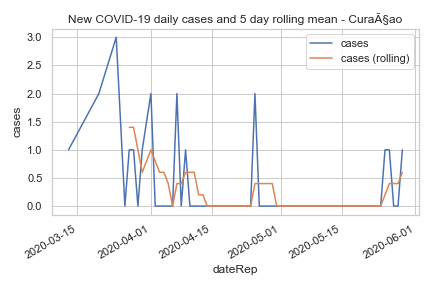 New COVID-19 daily cases and 5 day rolling mean - CuraÃ§ao
cases
cases (rolling)
3.0
2.5
2.0
1.5
1.0
0.5
0.0
cases
2020-03-15
2020-04-01
2020-04-15
2020-05-01
2020-05-15
2020-06-01
dateRep